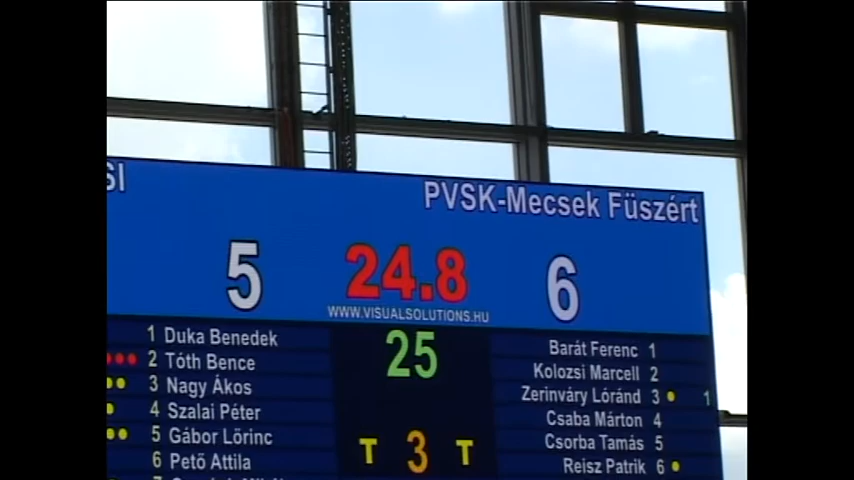 SI
PVSK-Mecsek Füszért
5 24.8 6
WWW.VISUALSOLUTIONS.HU
25
1 Duka Benedek
2 Tóth Bence
3 Nagy Ákos
4 Szalai Péter
5 Gábor Lőrinc
6 Pető Attila
T 3 T
Barát Ferenc 1
Kolozsi Marcell 2
Zerinváry Lóránd 3 1
Csaba Márton 4
Csorba Tamás 5
Reisz Patrik 6